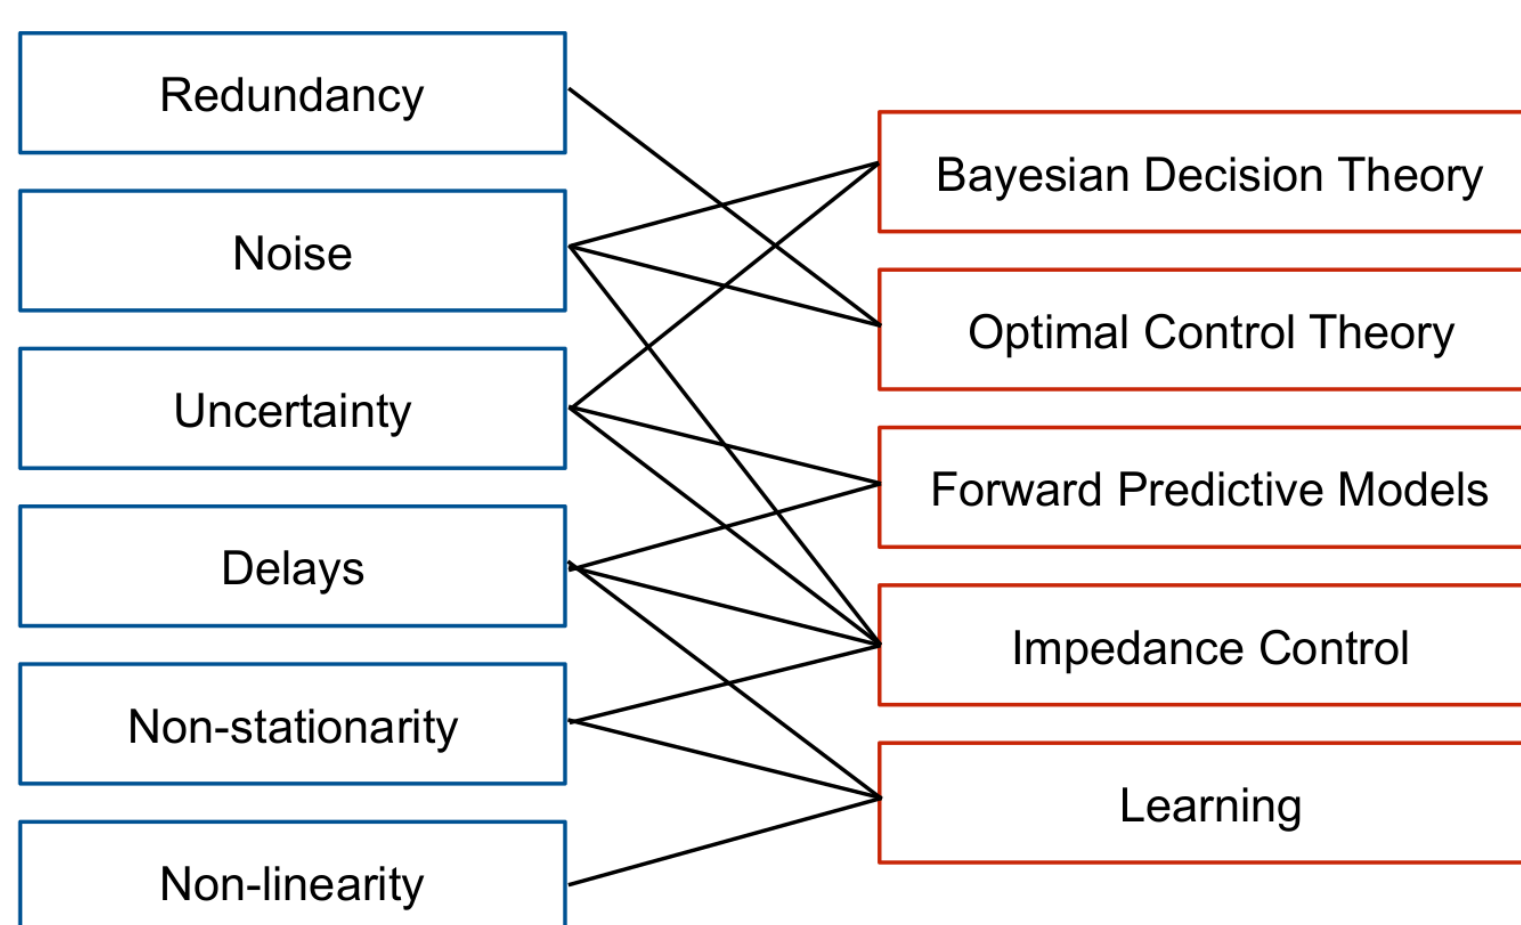 Redundancy
Noise
Uncertainty
Delays
Non-stationarity
Non-linearity
Bayesian Decision Theory
Optimal Control Theory
Forward Predictive Models
Impedance Control
Learning